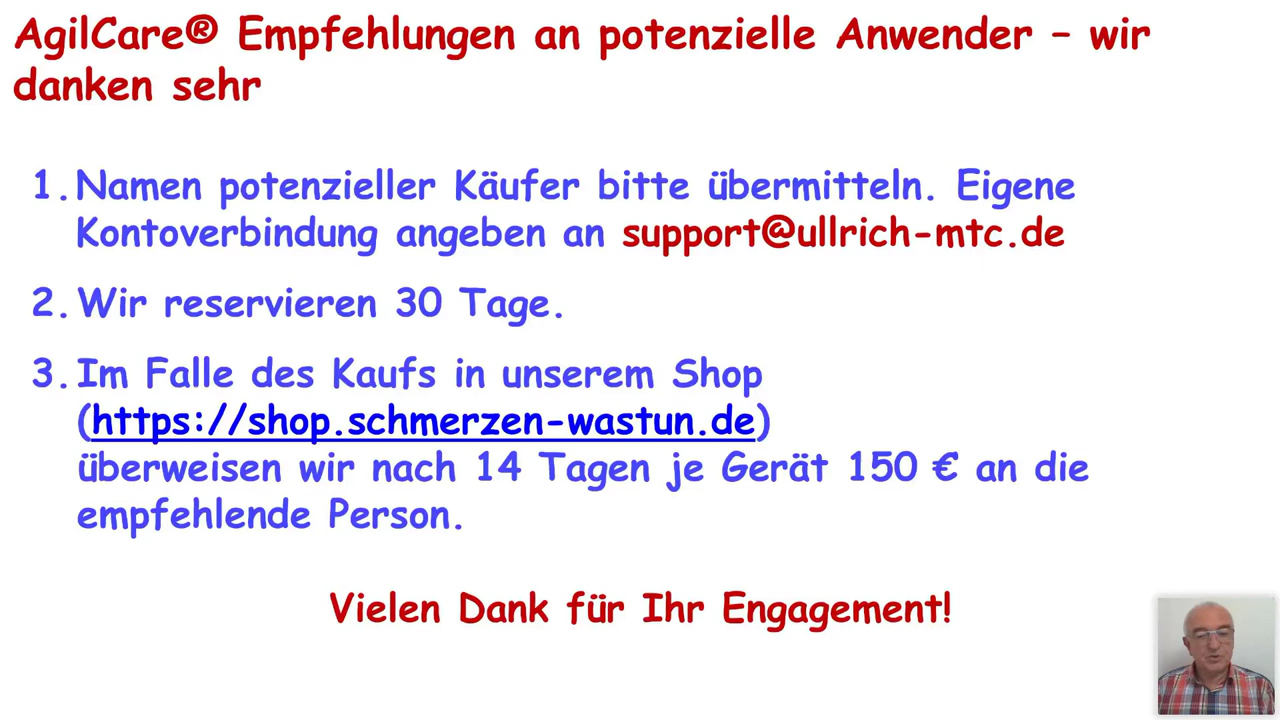 AgilCare® Empfehlungen an potenzielle Anwender – wir
danken sehr
1. Namen potenzieller Käufer bitte übermitteln. Eigene
Kontoverbindung angeben an support@ullrich-mtc.de
2. Wir reservieren 30 Tage.
3. Im Falle des Kaufs in unserem Shop
(https://shop.schmerzen-wastun.de)
überweisen wir nach 14 Tagen je Gerät 150 € an die
empfehlende Person.
Vielen Dank für Ihr Engagement!